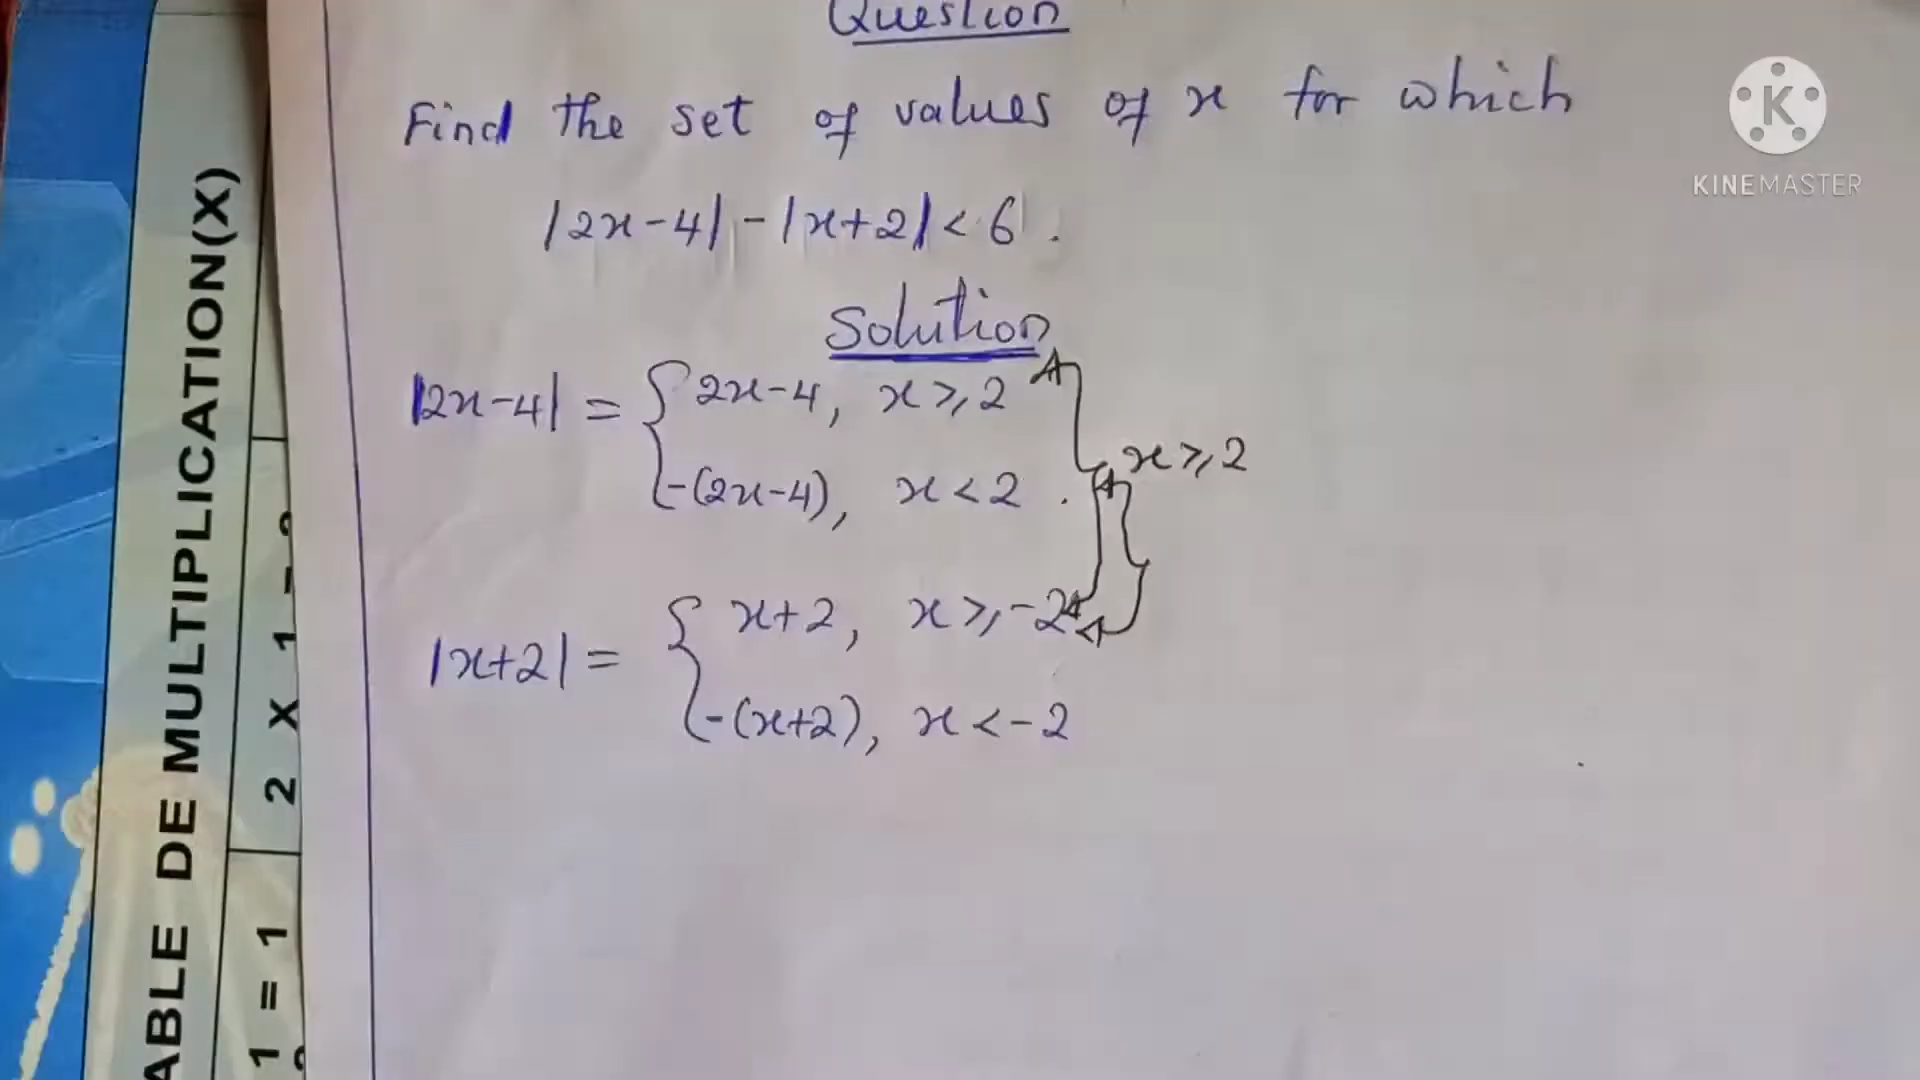 Question
Find the set of values of x for which
|2x-4| - |x+2| < 6.
Solution
|2x-4| = { 2x-4, x ≥ 2
-(2x-4), x < 2.
x ≥ 2
|x+2| = { x+2, x ≥ -2
-(x+2), x < -2
KINEMASTER
ABLE DE MULTIPLICATION(X)
2 X 1 =
1 = 1